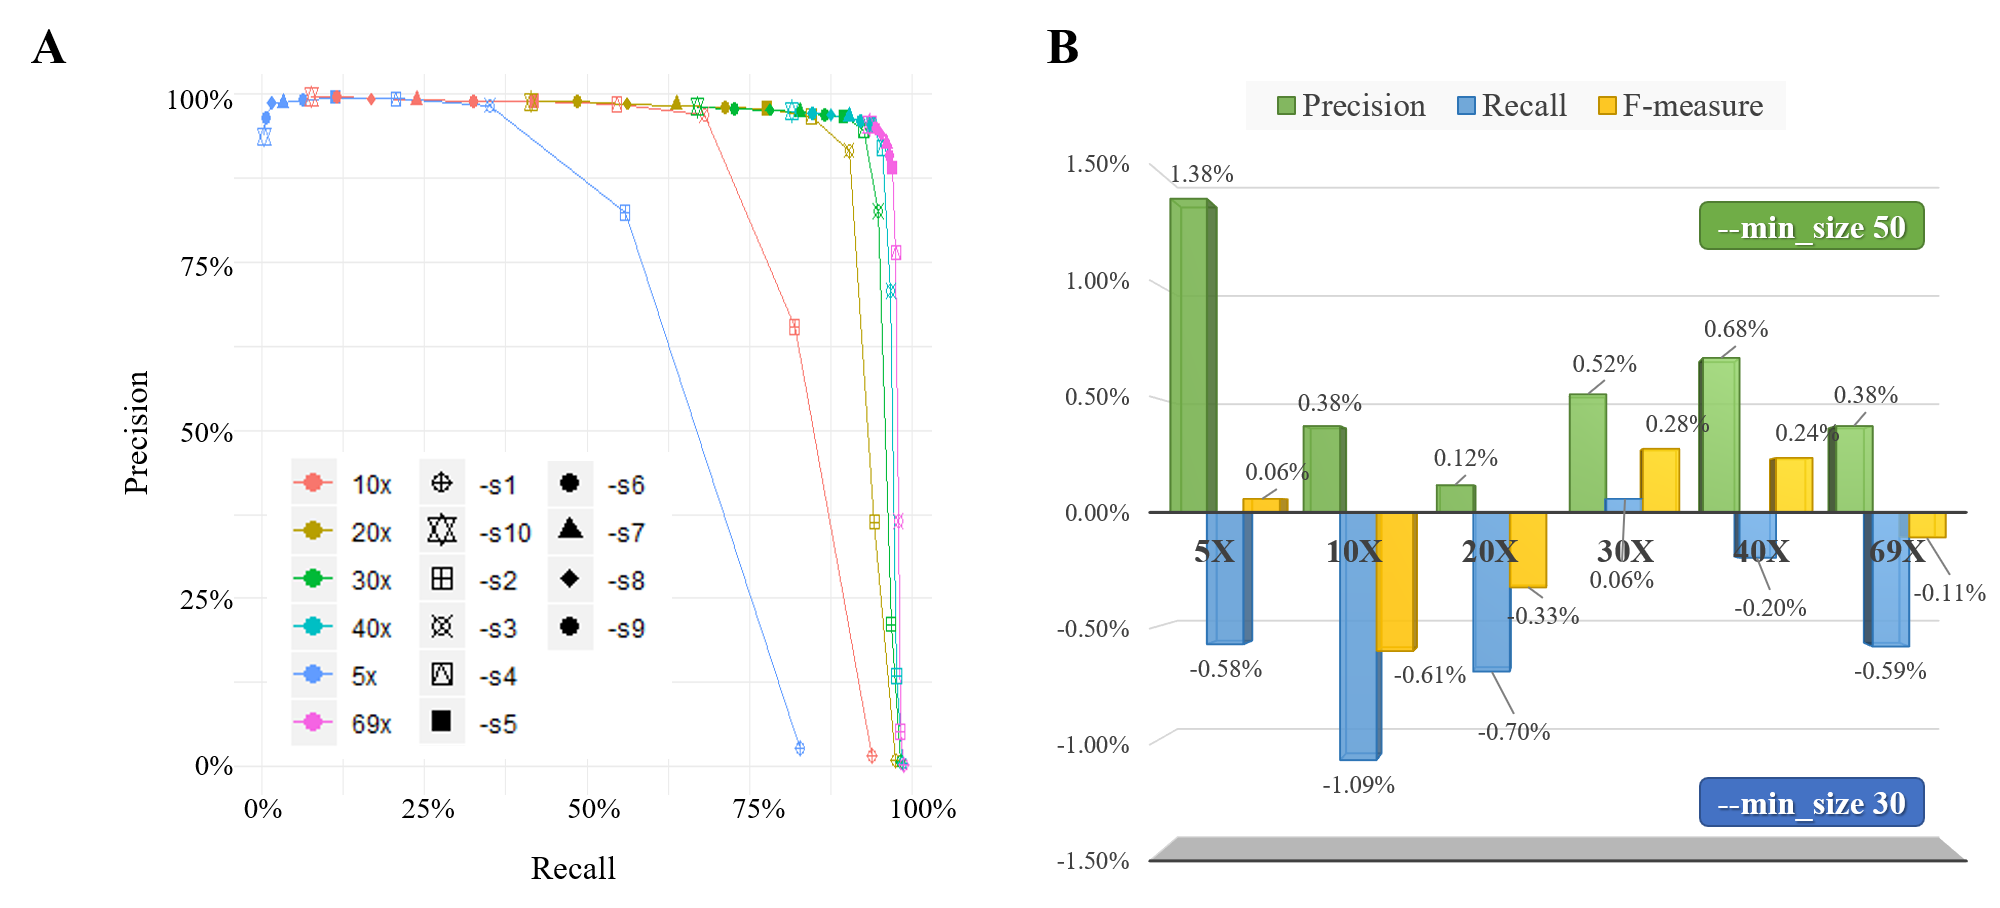 A
100%
75%
50%
25%
0%
Precision
0%
25%
50%
75%
100%
Recall
10x
20x
30x
40x
5x
69x
-s1
-s10
-s2
-s3
-s4
-s5
-s6
-s7
-s8
-s9
B
Precision Recall F-measure
1.50%
1.00%
0.50%
0.00%
-0.50%
-1.00%
-1.50%
--min_size 50
1.38%
-0.58%
0.06%
0.38%
-1.09%
-0.61%
0.12%
-0.70%
-0.33%
0.52%
0.06%
0.28%
0.68%
-0.20%
0.24%
0.38%
-0.59%
-0.11%
5X 10X 20X 30X 40X 69X
--min_size 30